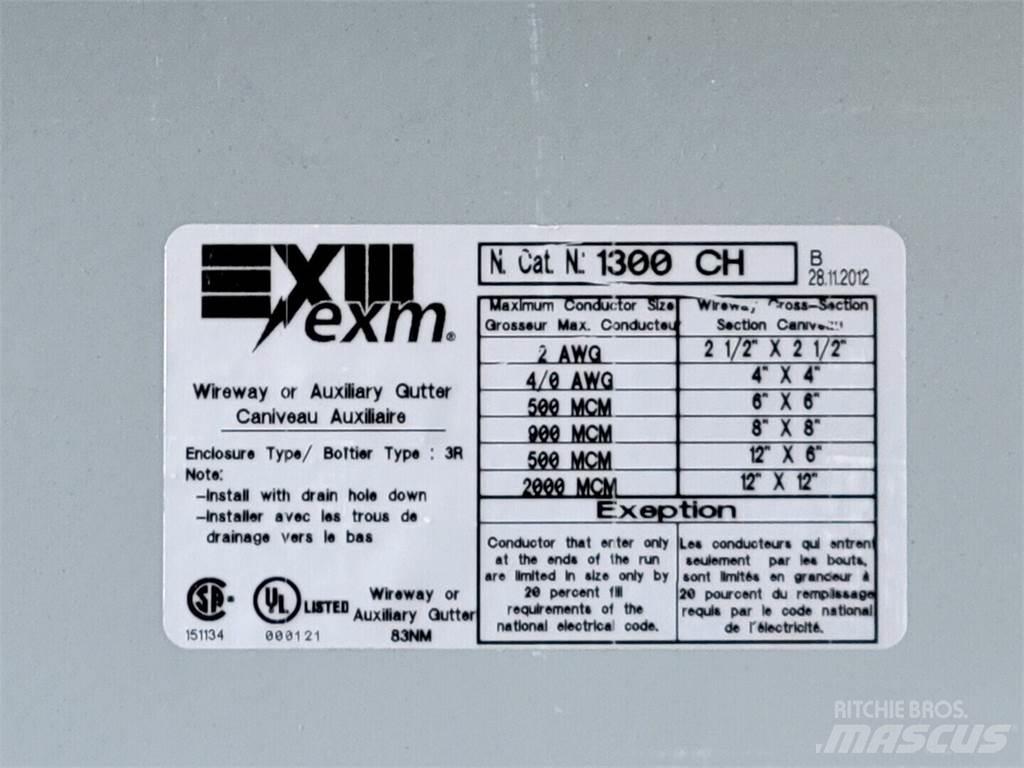 EXM
exm®
N. Cat. N.: 1300 CH
B
28.11.2012
Wireway or Auxiliary Gutter
Caniveau Auxiliaire
Enclosure Type/ Boîtier Type : 3R
Note:
-Install with drain hole down
-Installer avec les trous de
drainage vers le bas
Maximum Conductor Size Wireway Cross-Section
Grosseur Max. Conducteur Section Caniveau
2 AWG 2 1/2" X 2 1/2"
4/0 AWG 4" X 4"
500 MCM 6" X 6"
900 MCM 8" X 8"
500 MCM 12" X 6"
2000 MCM 12" X 12"
Exeption
Conductor that enter only
at the ends of the run
are limited in size only by
20 percent fill
requirements of the
national electrical code.
Les conducteurs qui entrent
seulement par les bouts,
sont limités en grandeur à
20 pourcent du remplissage
requis par le code national
de l'électricité.
SA
151134
UL LISTED
000121
Wireway or
Auxiliary Gutter
83NM
RITCHIE BROS.
MASCUS